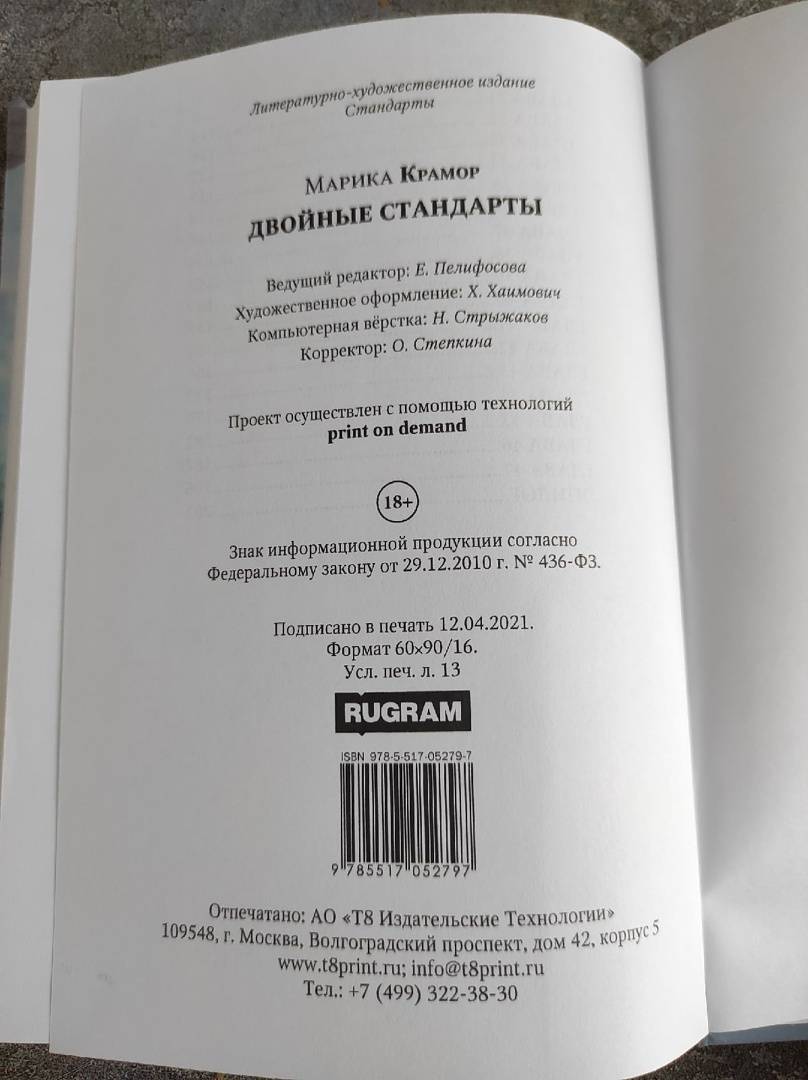 Литературно-художественное издание
Стандарты
Марика Крамор
ДВОЙНЫЕ СТАНДАРТЫ
Ведущий редактор: Е. Пелифосова
Художественное оформление: Х. Хаимович
Компьютерная вёрстка: Н. Стрыжаков
Корректор: О. Степкина
Проект осуществлен с помощью технологий
print on demand
18+
Знак информационной продукции согласно
Федеральному закону от 29.12.2010 г. № 436-ФЗ.
Подписано в печать 12.04.2021.
Формат 60×90/16.
Усл. печ. л. 13
RUGRAM
ISBN 978-5-517-05279-7
9 785517 052797
Отпечатано: АО «Т8 Издательские Технологии»
109548, г. Москва, Волгоградский проспект, дом 42, корпус 5
www.t8print.ru; info@t8print.ru
Тел.: +7 (499) 322-38-30